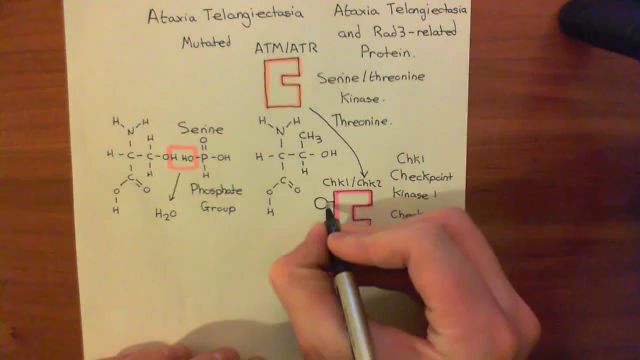 Ataxia Telangiectasia
Mutated
Ataxia Telangiectasia
and Rad3-related
Protein.
ATM/ATR
Serine/threonine
Kinase.
Threonine.
Serine
H H
N
H
H - C - C - OH HO - P - OH
O
H
H
C
O
O
H
H2O
Phosphate
Group
H H
N
CH3
H - C - C - OH
H
C
O
O
H
Chk1/Chk2
Chk1
Checkpoint
Kinase 1